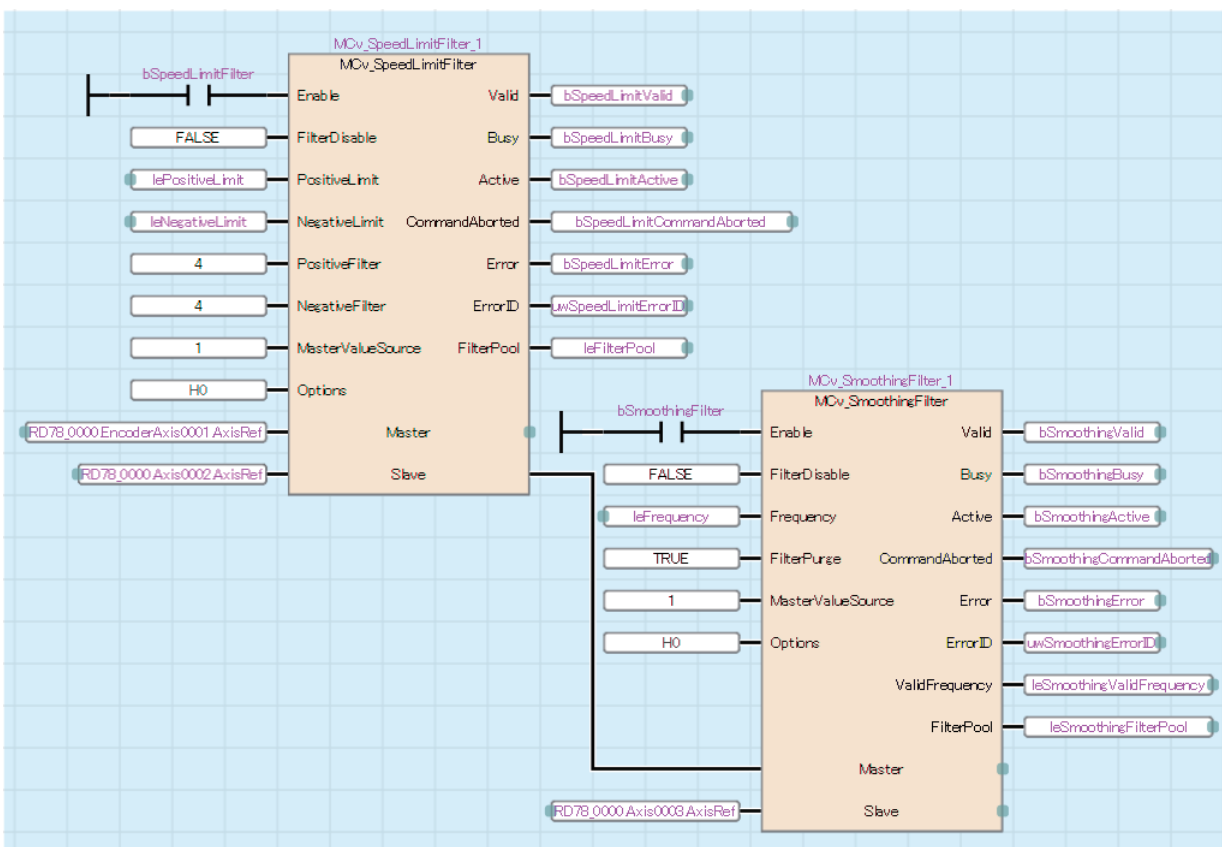 MCv_SpeedLimitFilter_1
MCv_SpeedLimitFilter
bSpeedLimitFilter
Enable Valid bSpeedLimitValid
FALSE FilterDisable Busy bSpeedLimitBusy
lePositiveLimit PositiveLimit Active bSpeedLimitActive
leNegativeLimit NegativeLimit CommandAborted bSpeedLimitCommandAborted
4 PositiveFilter Error bSpeedLimitError
4 NegativeFilter ErrorID uwSpeedLimitErrorID
1 MasterValueSource FilterPool leFilterPool
H0 Options
RD78_0000.EncoderAxis0001.AxisRef Master
RD78_0000.Axis0002.AxisRef Slave
MCv_SmoothingFilter_1
MCv_SmoothingFilter
bSmoothingFilter
Enable Valid bSmoothingValid
FALSE FilterDisable Busy bSmoothingBusy
leFrequency Frequency Active bSmoothingActive
TRUE FilterPurge CommandAborted bSmoothingCommandAborted
1 MasterValueSource Error bSmoothingError
H0 Options ErrorID uwSmoothingErrorID
ValidFrequency leSmoothingValidFrequency
FilterPool leSmoothingFilterPool
Master
RD78_0000.Axis0003.AxisRef Slave